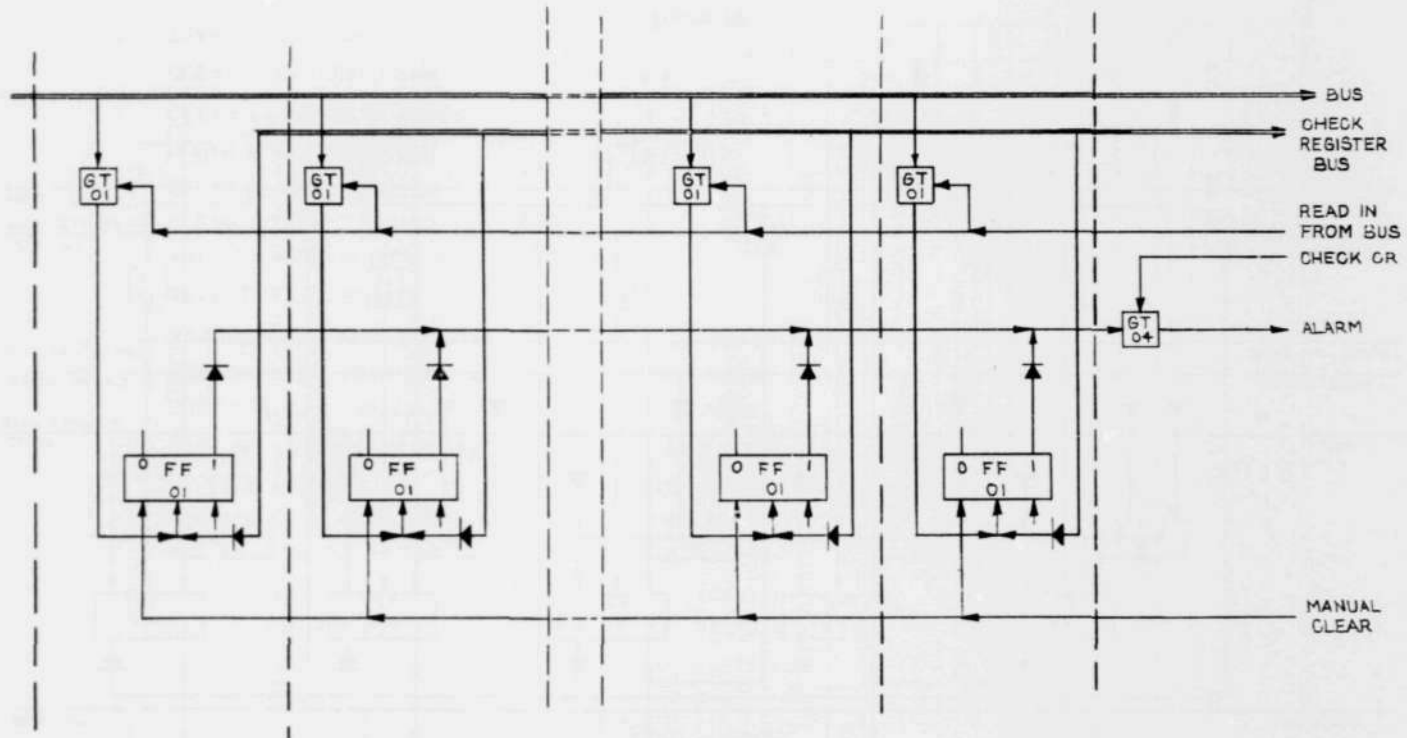 BUS
CHECK
REGISTER
BUS
GT
01
GT
01
GT
01
GT
01
READ IN
FROM BUS
CHECK CR
GT
04
ALARM
0 FF 1
01
0 FF 1
01
0 FF 1
01
0 FF 1
01
MANUAL
CLEAR